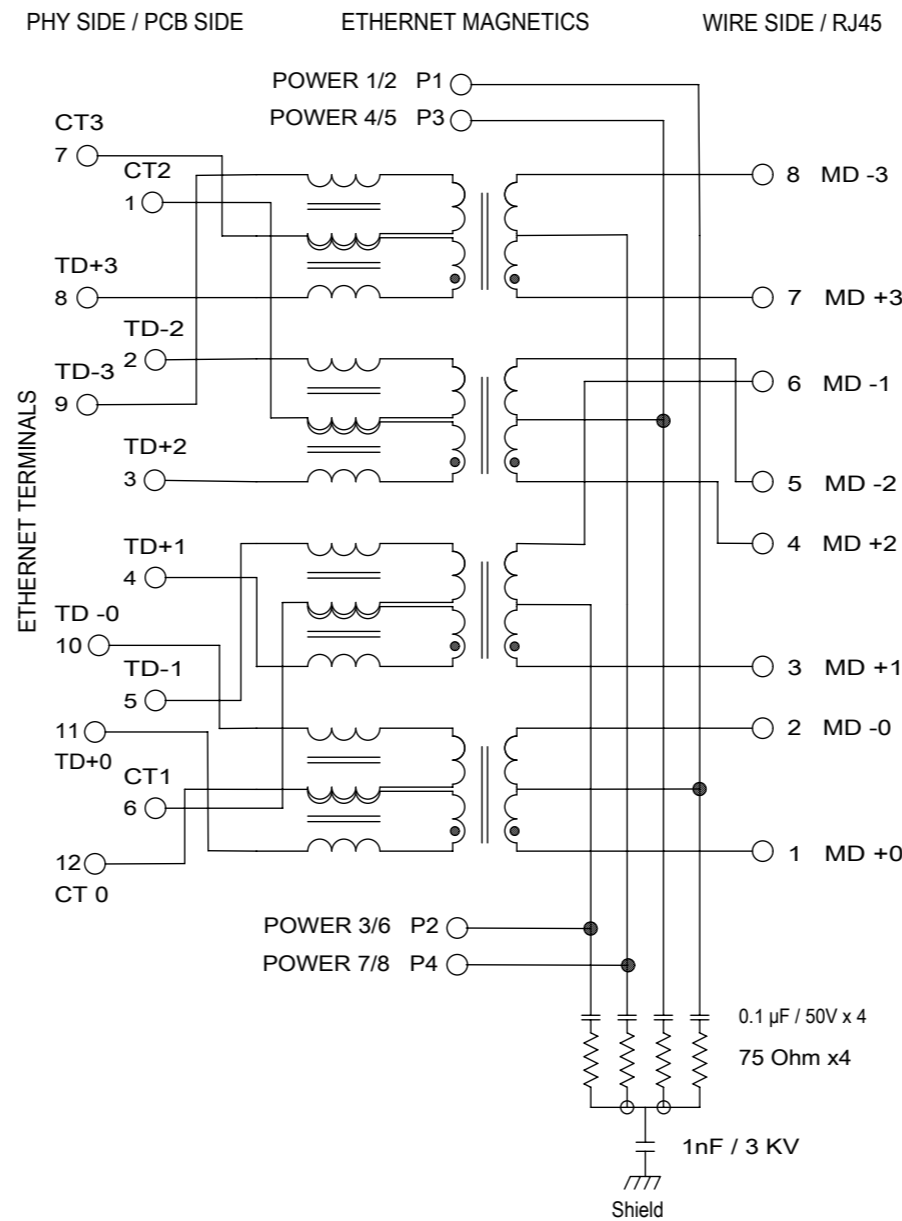 PHY SIDE / PCB SIDE ETHERNET MAGNETICS WIRE SIDE / RJ45
POWER 1/2 P1
POWER 4/5 P3
CT3
7
CT2
1
8 MD -3
TD+3
8
7 MD +3
TD-2
2
TD-3
9
6 MD -1
ETHERNET TERMINALS
TD+2
3
5 MD -2
4 MD +2
TD+1
4
TD -0
10
TD-1
5
3 MD +1
11
TD+0
2 MD -0
CT1
6
12
CT 0
1 MD +0
POWER 3/6 P2
POWER 7/8 P4
0.1 µF / 50V x 4
75 Ohm x4
1nF / 3 KV
Shield